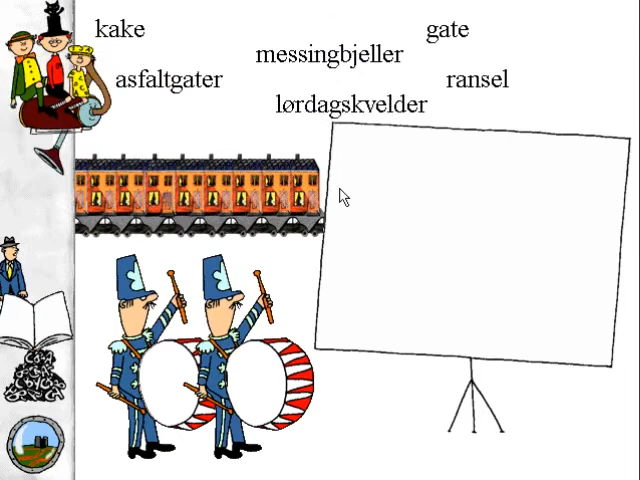 kake gate
messingbjeller
asfaltgater ransel
lørdagskvelder